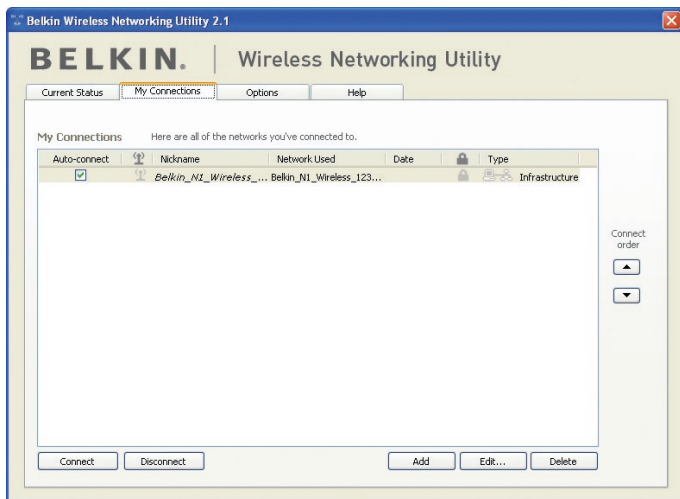 Belkin Wireless Networking Utility 2.1
BELKIN. | Wireless Networking Utility
Current Status My Connections Options Help
My Connections Here are all of the networks you've connected to.
Auto-connect Nickname Network Used Date Type
Belkin_N1_Wireless_... Belkin_N1_Wireless_123... Infrastructure
Connect
order
Connect Disconnect Add Edit... Delete